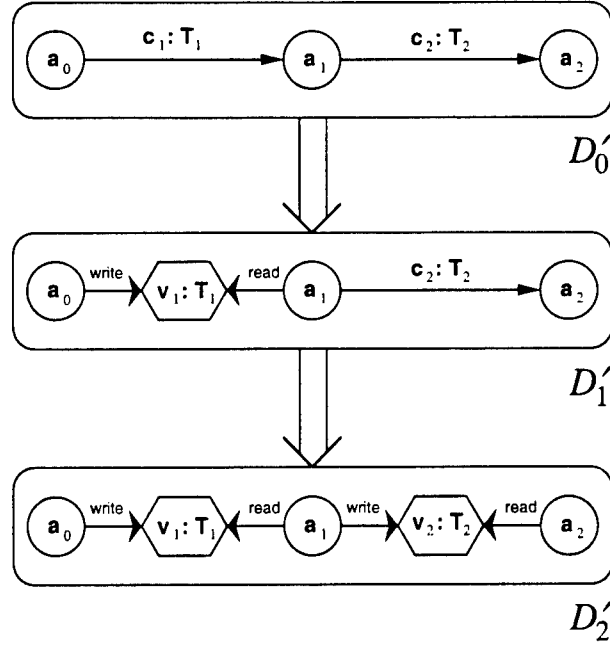 c₁: T₁ c₂: T₂
a₀ a₁ a₂
D₀′
write read c₂: T₂
a₀ v₁: T₁ a₁ a₂
D₁′
write read write read
a₀ v₁: T₁ a₁ v₂: T₂ a₂
D₂′